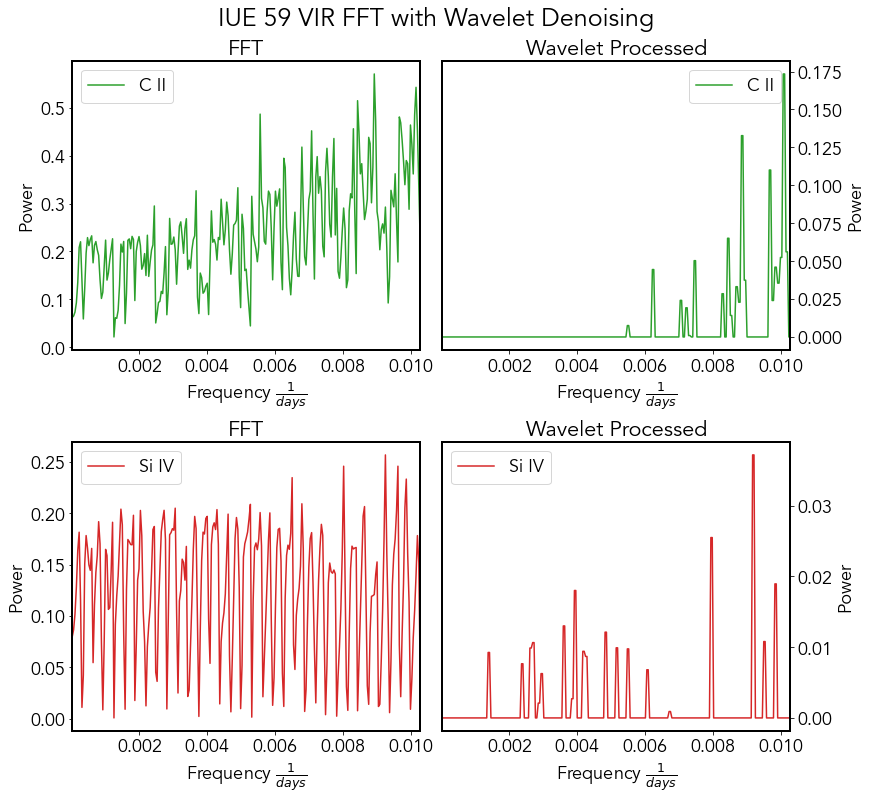 IUE 59 VIR FFT with Wavelet Denoising
FFT
Wavelet Processed
C II
C II
Power
0.5
0.4
0.3
0.2
0.1
0.0
0.175
0.150
0.125
0.100
0.075
0.050
0.025
0.000
Power
0.002 0.004 0.006 0.008 0.010
0.002 0.004 0.006 0.008 0.010
Frequency 1/days
Frequency 1/days
FFT
Wavelet Processed
Si IV
Si IV
Power
0.25
0.20
0.15
0.10
0.05
0.00
0.03
0.02
0.01
0.00
Power
0.002 0.004 0.006 0.008 0.010
0.002 0.004 0.006 0.008 0.010
Frequency 1/days
Frequency 1/days